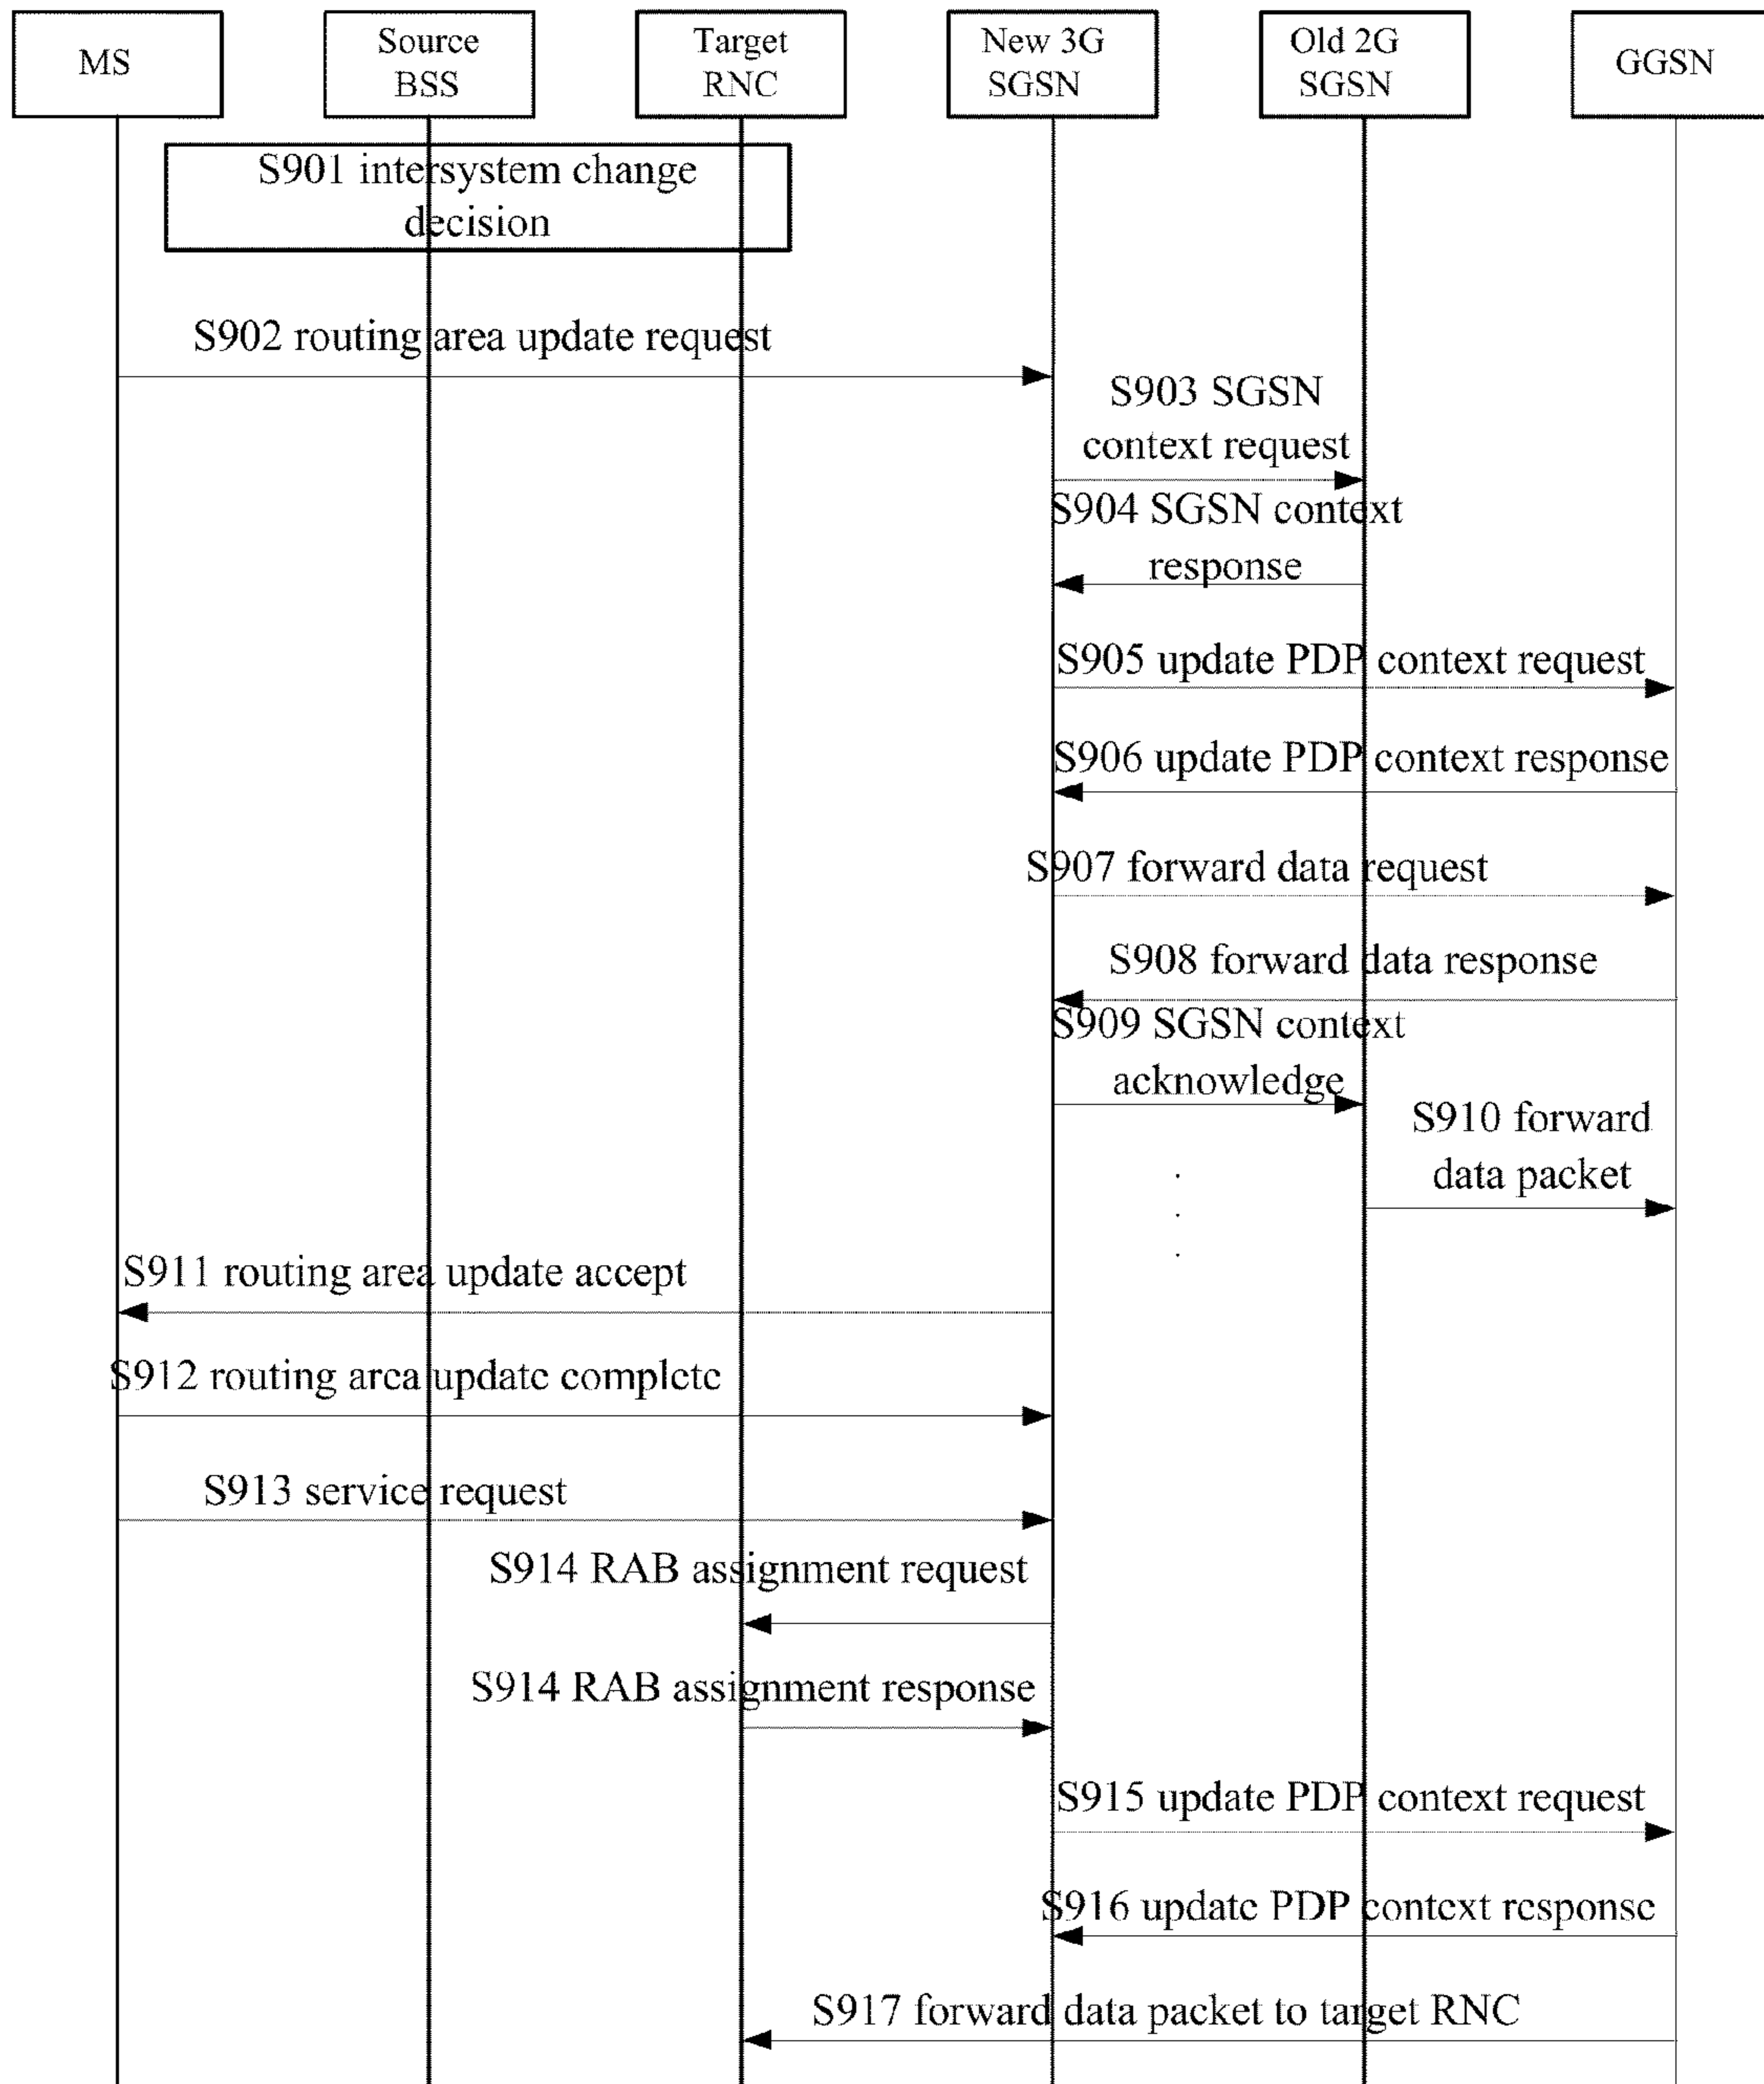 MS
Source
BSS
Target
RNC
New 3G
SGSN
Old 2G
SGSN
GGSN
S901 intersystem change
decision
S902 routing area update request
S903 SGSN
context request
S904 SGSN context
response
S905 update PDP context request
S906 update PDP context response
S907 forward data request
S908 forward data response
S909 SGSN context
acknowledge
S910 forward
data packet
S911 routing area update accept
S912 routing area update complete
S913 service request
S914 RAB assignment request
S914 RAB assignment response
S915 update PDP context request
S916 update PDP context response
S917 forward data packet to target RNC